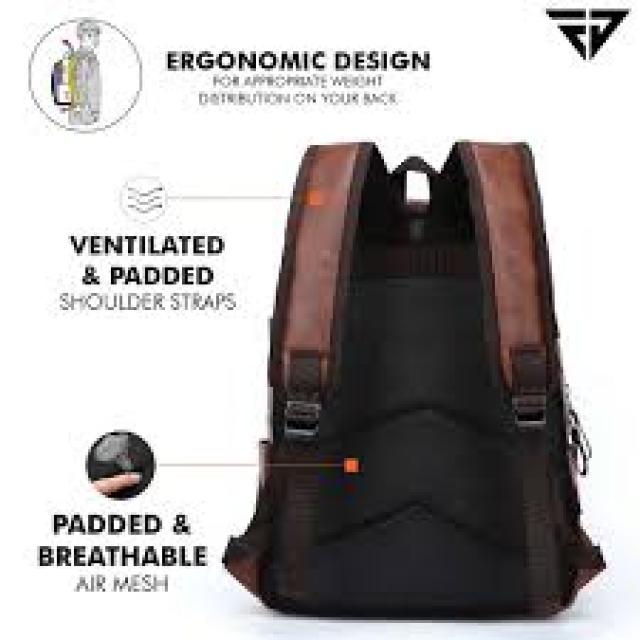 ERGONOMIC DESIGN
FOR APPROPRIATE WEIGHT
DISTRIBUTION ON YOUR BACK
VENTILATED
& PADDED
SHOULDER STRAPS
PADDED &
BREATHABLE
AIR MESH